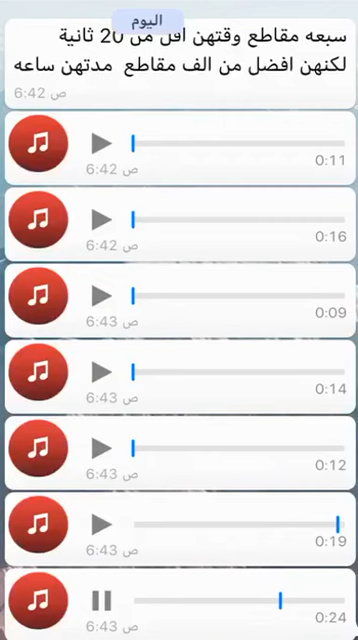 اليوم
سبعه مقاطع وقتهن اقل من 20 ثانية
لكنهن افضل من الف مقاطع مدتهن ساعه
6:42 ص
0:11
6:42 ص
0:16
6:42 ص
0:09
6:43 ص
0:14
6:43 ص
0:12
6:43 ص
0:19
6:43 ص
0:24
6:43 ص